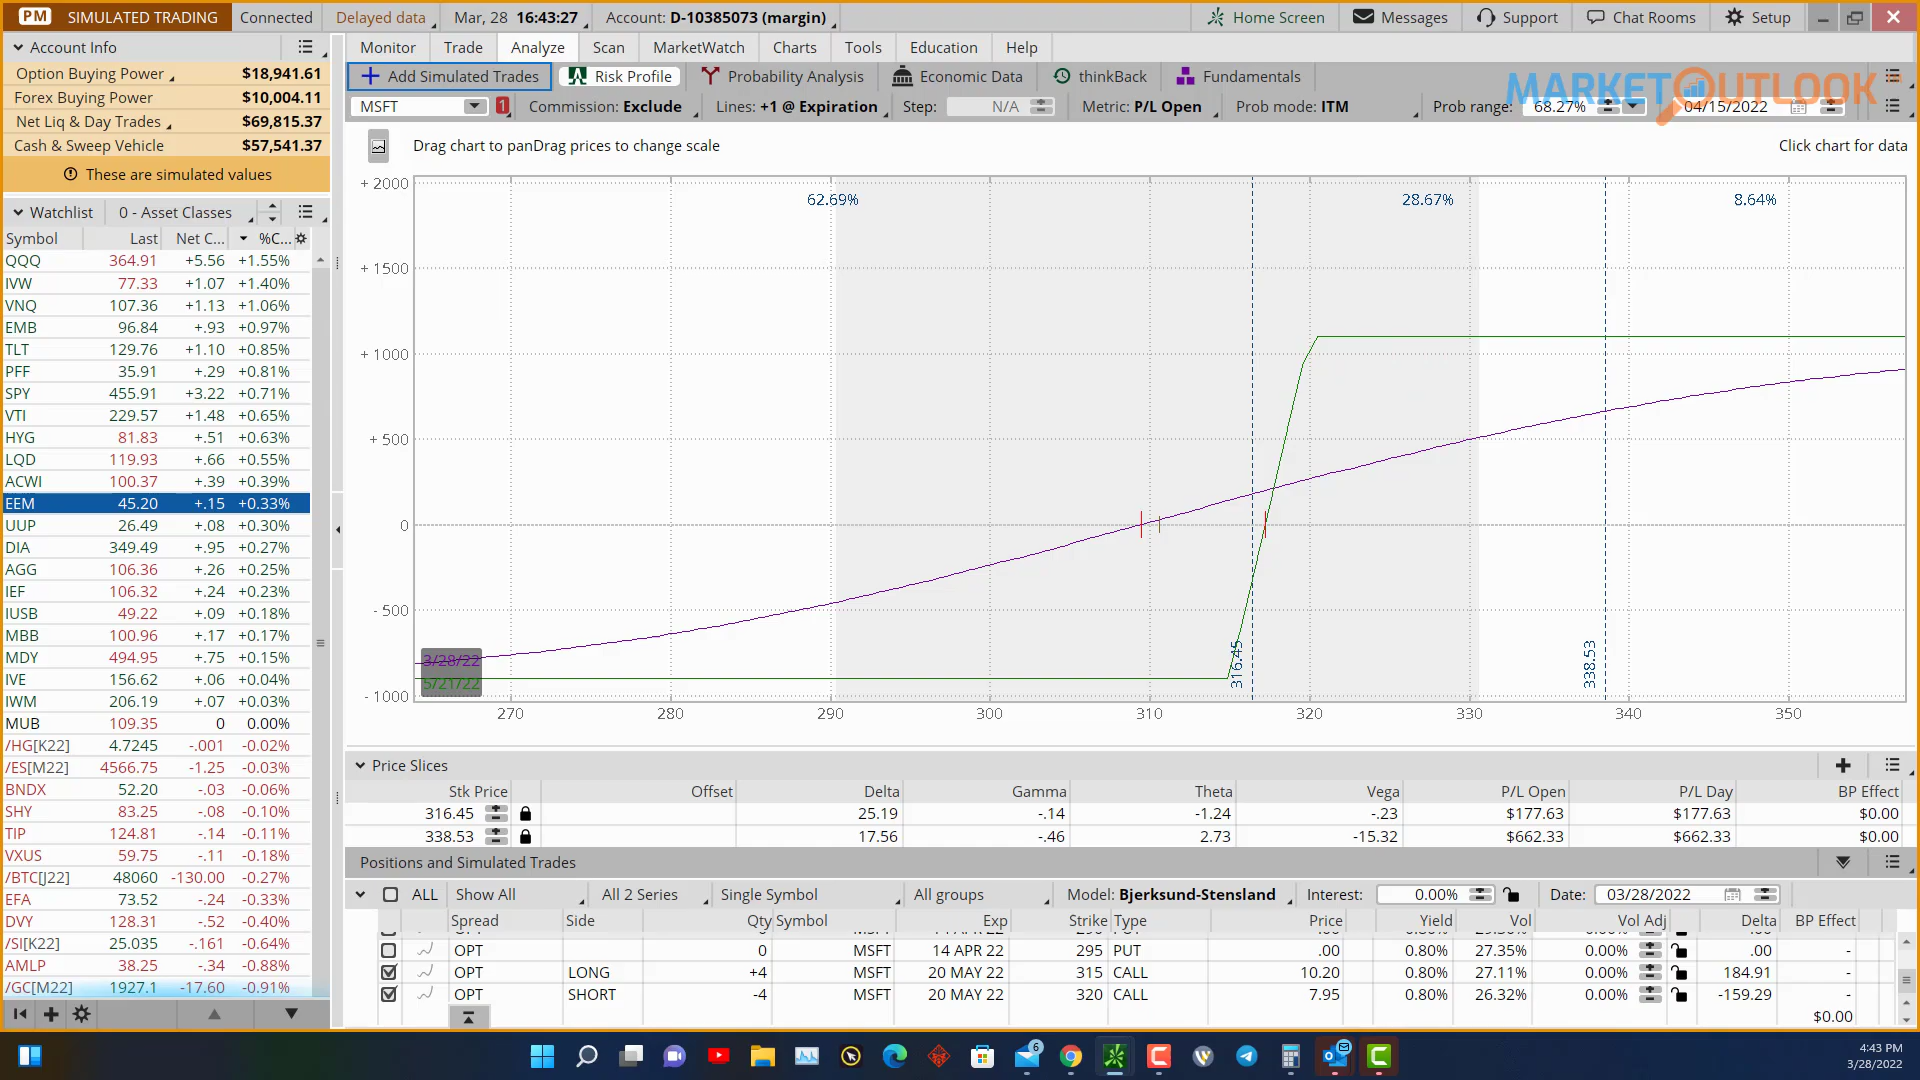 PM SIMULATED TRADING Connected Delayed data Mar, 28 16:43:27 Account: D-10385073 (margin) Home Screen Messages Support Chat Rooms Setup
Account Info
Option Buying Power $18,941.61
Forex Buying Power $10,004.11
Net Liq & Day Trades $69,815.37
Cash & Sweep Vehicle $57,541.37
These are simulated values
Watchlist 0 - Asset Classes
Symbol Last Net C... %C...
QQQ 364.91 +5.56 +1.55%
IVW 77.33 +1.07 +1.40%
VNQ 107.36 +1.13 +1.06%
EMB 96.84 +.93 +0.97%
TLT 129.76 +1.10 +0.85%
PFF 35.91 +.29 +0.81%
SPY 455.91 +3.22 +0.71%
VTI 229.57 +1.48 +0.65%
HYG 81.83 +.51 +0.63%
LQD 119.93 +.66 +0.55%
ACWI 100.37 +.39 +0.39%
EEM 45.20 +.15 +0.33%
UUP 26.49 +.08 +0.30%
DIA 349.49 +.95 +0.27%
AGG 106.36 +.26 +0.25%
IEF 106.32 +.24 +0.23%
IUSB 49.22 +.09 +0.18%
MBB 100.96 +.17 +0.17%
MDY 494.95 +.75 +0.15%
IVE 156.62 +.06 +0.04%
IWM 206.19 +.07 +0.03%
MUB 109.35 0 0.00%
/HG[K22] 4.7245 -.001 -0.02%
/ES[M22] 4566.75 -1.25 -0.03%
BNDX 52.20 -.03 -0.06%
SHY 83.25 -.08 -0.10%
TIP 124.81 -.14 -0.11%
VXUS 59.75 -.11 -0.18%
/BTC[J22] 48060 -130.00 -0.27%
EFA 73.52 -.24 -0.33%
DVY 128.31 -.52 -0.40%
/SI[K22] 25.035 -.161 -0.64%
AMLP 38.25 -.34 -0.88%
/GC[M22] 1927.1 -17.60 -0.91%
Monitor Trade Analyze Scan MarketWatch Charts Tools Education Help
Add Simulated Trades Risk Profile Probability Analysis Economic Data thinkBack Fundamentals
MARKETOUTLOOK
MSFT 1 Commission: Exclude Lines: +1 @ Expiration Step: N/A Metric: P/L Open Prob mode: ITM Prob range: 68.27% 04/15/2022
Drag chart to panDrag prices to change scale Click chart for data
+ 2000
+ 1500
+ 1000
+ 500
0
- 500
- 1000
62.69% 28.67% 8.64%
316.45
338.53
3/28/22
5/21/22
270 280 290 300 310 320 330 340 350
Price Slices
Stk Price Offset Delta Gamma Theta Vega P/L Open P/L Day BP Effect
316.45 25.19 -.14 -1.24 -.23 $177.63 $177.63 $0.00
338.53 17.56 -.46 2.73 -15.32 $662.33 $662.33 $0.00
Positions and Simulated Trades
ALL Show All All 2 Series Single Symbol All groups Model: Bjerksund-Stensland Interest: 0.00% Date: 03/28/2022
Spread Side Qty Symbol Exp Strike Type Price Yield Vol Vol Adj Delta BP Effect
OPT 0 MSFT 14 APR 22 295 PUT .00 0.80% 27.35% 0.00% .00 -
OPT LONG +4 MSFT 20 MAY 22 315 CALL 10.20 0.80% 27.11% 0.00% 184.91 -
OPT SHORT -4 MSFT 20 MAY 22 320 CALL 7.95 0.80% 26.32% 0.00% -159.29 -
$0.00
6
4:43 PM
3/28/2022